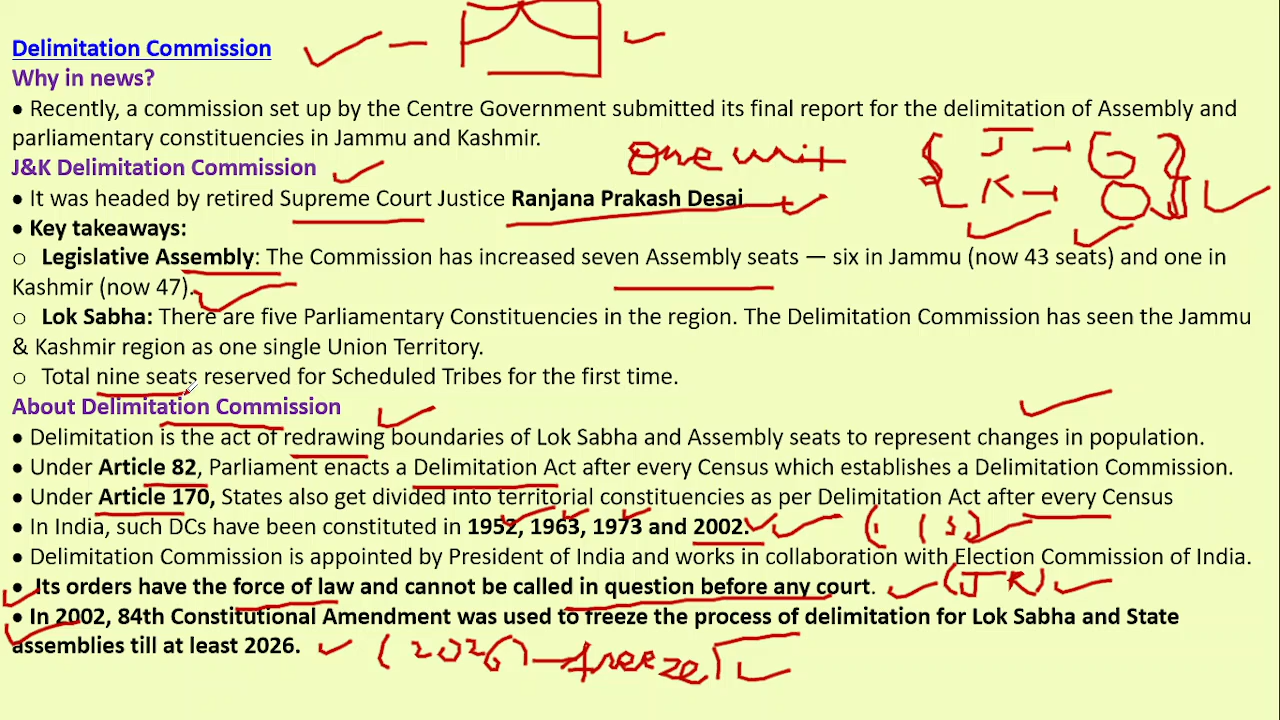 Delimitation Commission
Why in news?
• Recently, a commission set up by the Centre Government submitted its final report for the delimitation of Assembly and
parliamentary constituencies in Jammu and Kashmir.
One unit
J – G
J&K Delimitation Commission
K – O
• It was headed by retired Supreme Court Justice Ranjana Prakash Desai
• Key takeaways:
o Legislative Assembly: The Commission has increased seven Assembly seats — six in Jammu (now 43 seats) and one in
Kashmir (now 47).
o Lok Sabha: There are five Parliamentary Constituencies in the region. The Delimitation Commission has seen the Jammu
& Kashmir region as one single Union Territory.
o Total nine seats reserved for Scheduled Tribes for the first time.
About Delimitation Commission
• Delimitation is the act of redrawing boundaries of Lok Sabha and Assembly seats to represent changes in population.
• Under Article 82, Parliament enacts a Delimitation Act after every Census which establishes a Delimitation Commission.
• Under Article 170, States also get divided into territorial constituencies as per Delimitation Act after every Census
• In India, such DCs have been constituted in 1952, 1963, 1973 and 2002.
• Delimitation Commission is appointed by President of India and works in collaboration with Election Commission of India.
• Its orders have the force of law and cannot be called in question before any court. (JR)
• In 2002, 84th Constitutional Amendment was used to freeze the process of delimitation for Lok Sabha and State
assemblies till at least 2026. (2026) – freeze